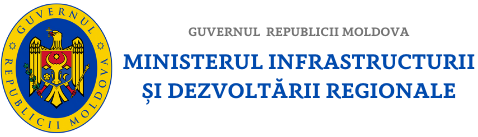 GUVERNUL
REPUBLICII MOLDOVA
GUVERNUL REPUBLICII MOLDOVA
MINISTERUL INFRASTRUCTURII
ȘI DEZVOLTĂRII REGIONALE